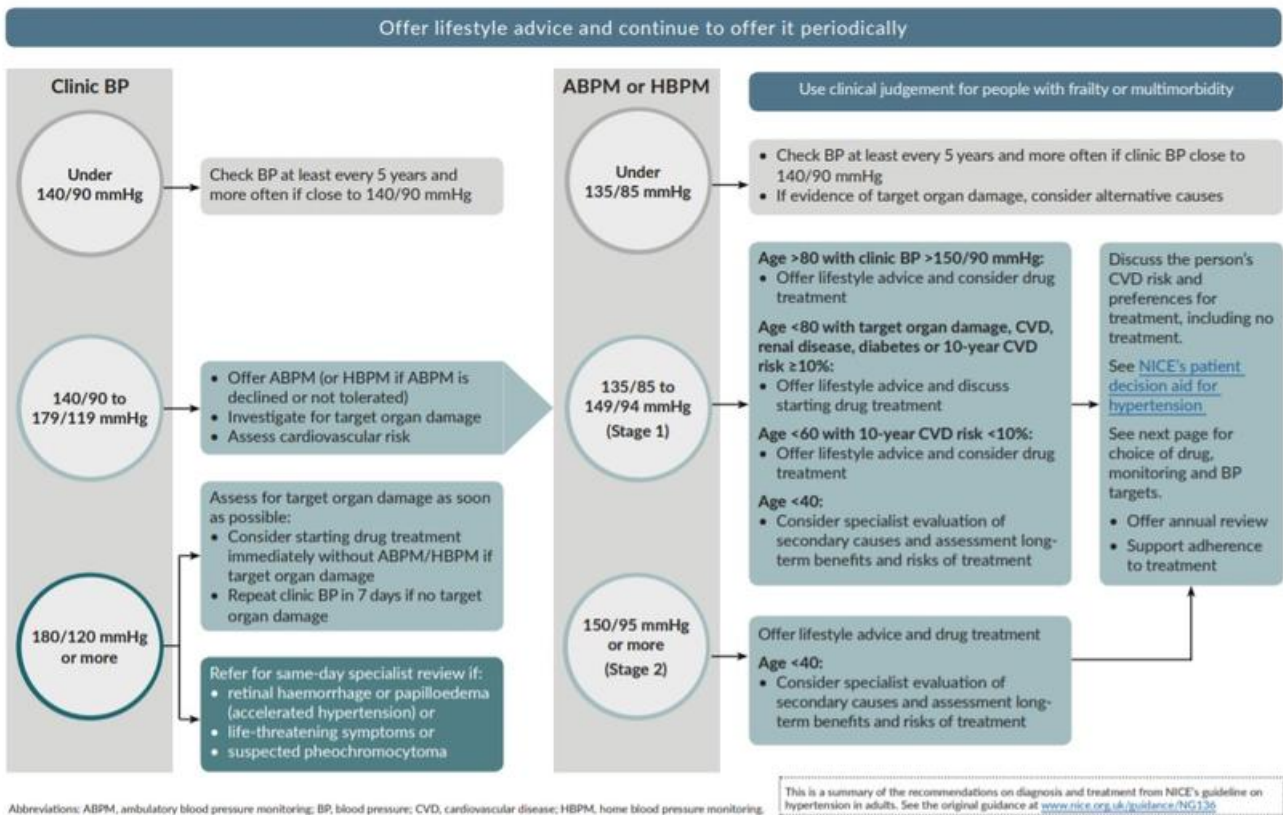 Offer lifestyle advice and continue to offer it periodically
Clinic BP
Under
140/90 mmHg
Check BP at least every 5 years and
more often if close to 140/90 mmHg
140/90 to
179/119 mmHg
• Offer ABPM (or HBPM if ABPM is
declined or not tolerated)
• Investigate for target organ damage
• Assess cardiovascular risk
180/120 mmHg
or more
Assess for target organ damage as soon
as possible:
• Consider starting drug treatment
immediately without ABPM/HBPM if
target organ damage
• Repeat clinic BP in 7 days if no target
organ damage
Refer for same-day specialist review if:
• retinal haemorrhage or papilloedema
(accelerated hypertension) or
• life-threatening symptoms or
• suspected pheochromocytoma
ABPM or HBPM
Use clinical judgement for people with frailty or multimorbidity
Under
135/85 mmHg
• Check BP at least every 5 years and more often if clinic BP close to
140/90 mmHg
• If evidence of target organ damage, consider alternative causes
135/85 to
149/94 mmHg
(Stage 1)
Age >80 with clinic BP >150/90 mmHg:
• Offer lifestyle advice and consider drug
treatment
Age <80 with target organ damage, CVD,
renal disease, diabetes or 10-year CVD
risk ≥10%:
• Offer lifestyle advice and discuss
starting drug treatment
Age <60 with 10-year CVD risk <10%:
• Offer lifestyle advice and consider drug
treatment
Age <40:
• Consider specialist evaluation of
secondary causes and assessment long-
term benefits and risks of treatment
Discuss the person's
CVD risk and
preferences for
treatment, including no
treatment.
See NICE's patient
decision aid for
hypertension
See next page for
choice of drug,
monitoring and BP
targets.
• Offer annual review
• Support adherence
to treatment
150/95 mmHg
or more
(Stage 2)
Offer lifestyle advice and drug treatment
Age <40:
• Consider specialist evaluation of
secondary causes and assessment long-
term benefits and risks of treatment
Abbreviations: ABPM, ambulatory blood pressure monitoring; BP, blood pressure; CVD, cardiovascular disease; HBPM, home blood pressure monitoring.
This is a summary of the recommendations on diagnosis and treatment from NICE's guideline on
hypertension in adults. See the original guidance at www.nice.org.uk/guidance/NG136